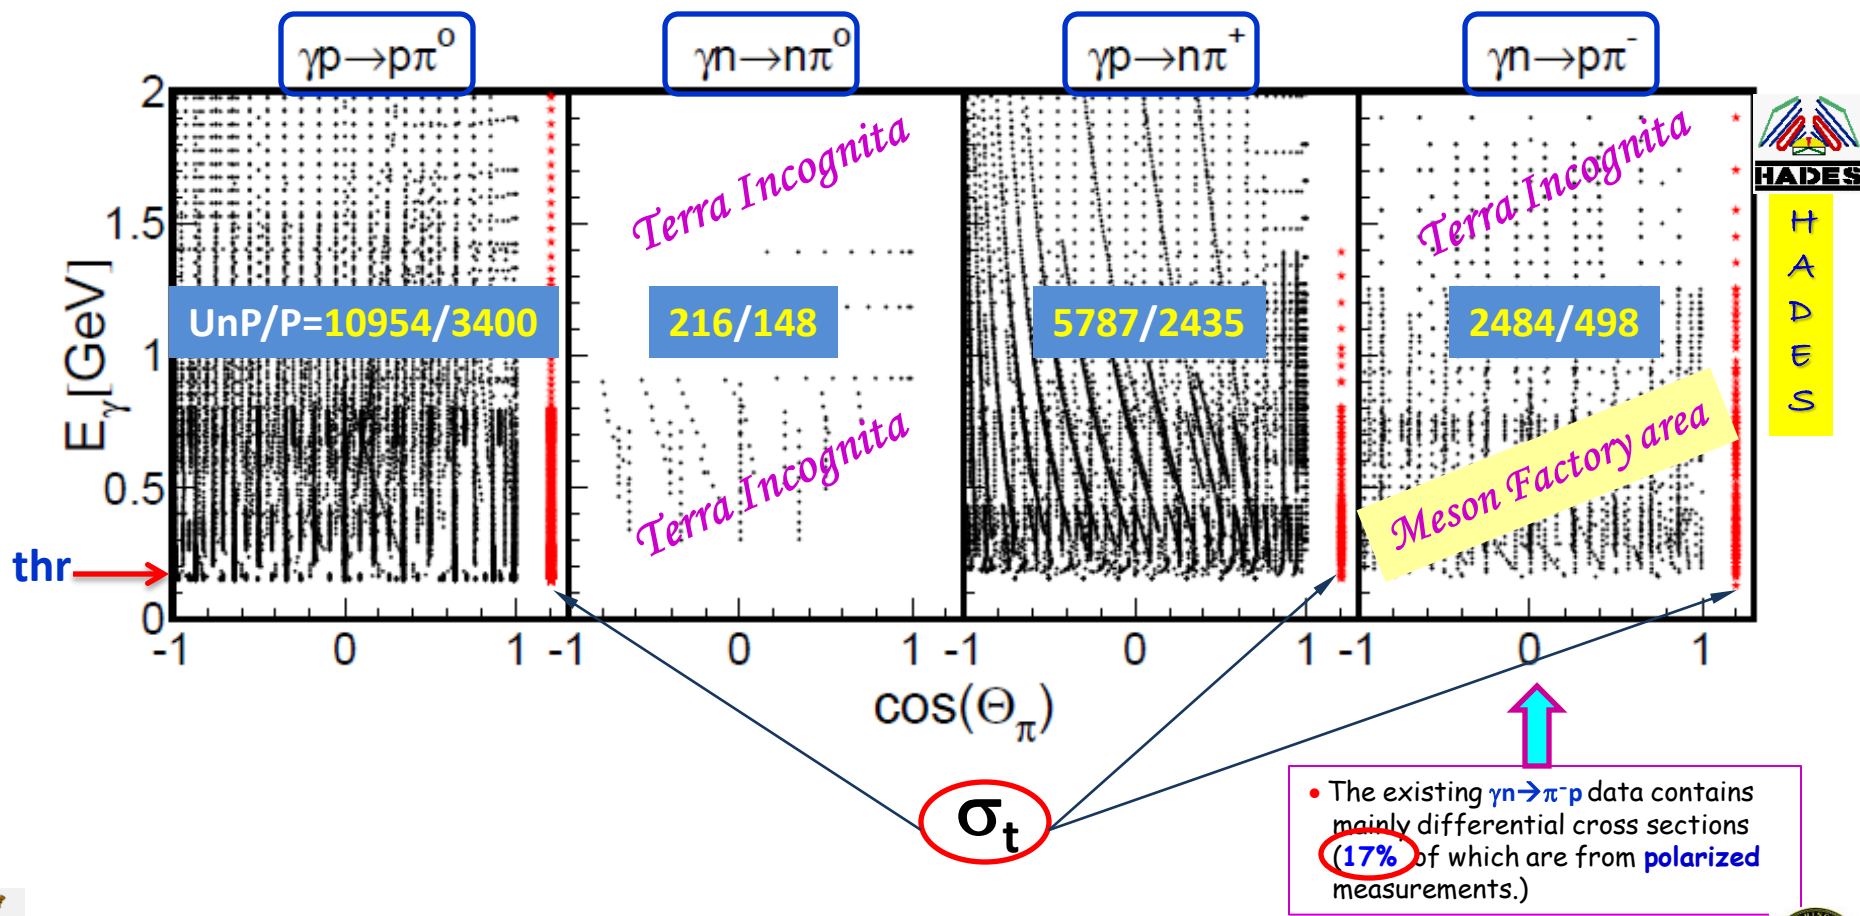 γp→pπ⁰ γn→nπ⁰ γp→nπ⁺ γn→pπ⁻
2
1.5
1
0.5
0
E_γ[GeV]
thr
Terra Incognita
Terra Incognita
HADES
H
A
D
E
S
UnP/P=10954/3400 216/148 5787/2435 2484/498
Terra Incognita
Meson Factory area
-1 0 1 -1 0 1 -1 0 1 -1 0 1
cos(Θ_π)
σ_t
• The existing γn→π⁻p data contains
mainly differential cross sections
(17% of which are from polarized
measurements.)